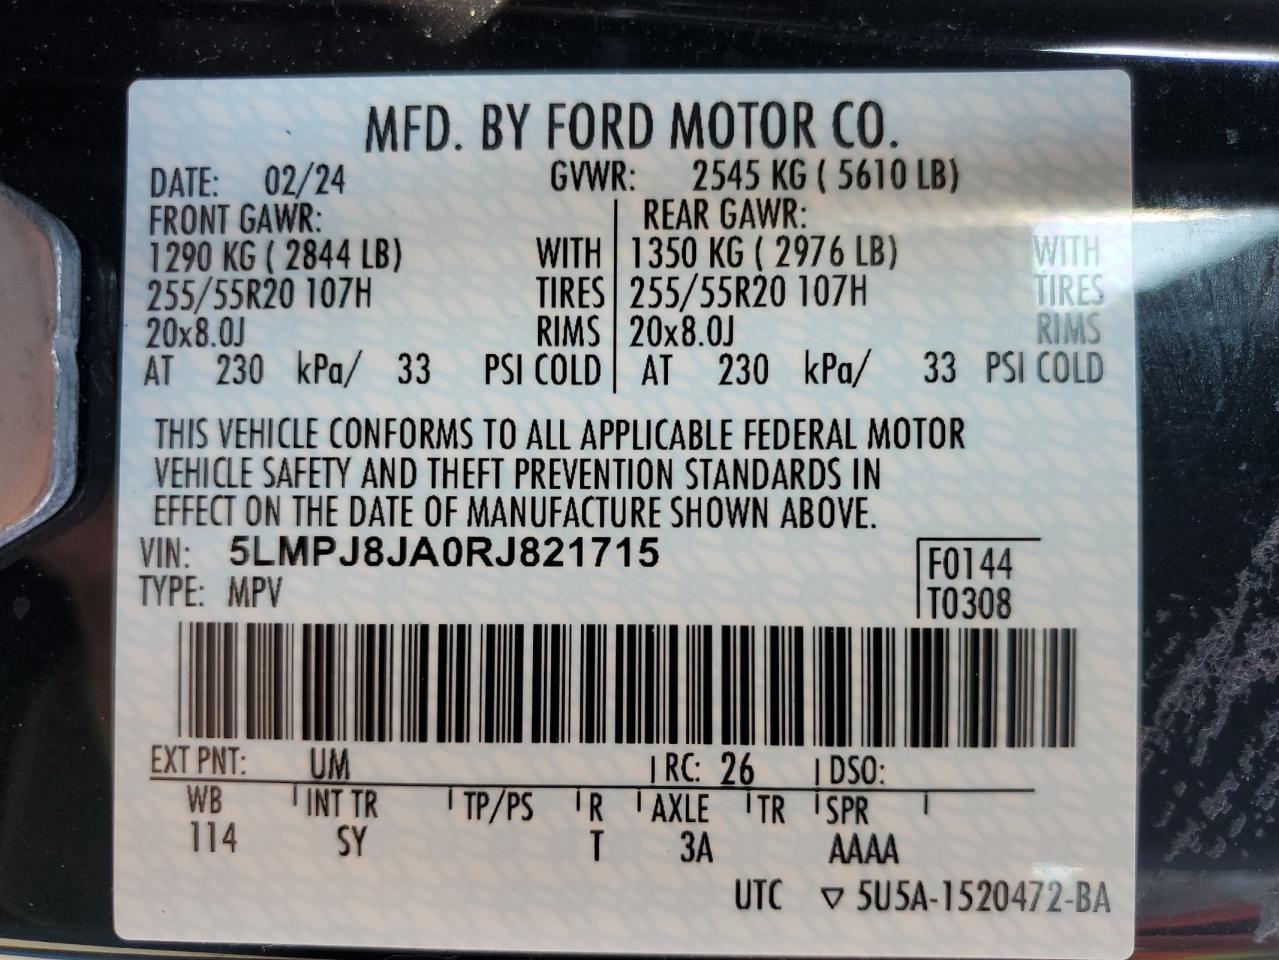 MFD. BY FORD MOTOR CO.
DATE: 02/24 GVWR: 2545 KG ( 5610 LB)
FRONT GAWR: REAR GAWR:
1290 KG ( 2844 LB) WITH 1350 KG ( 2976 LB) WITH
255/55R20 107H TIRES 255/55R20 107H TIRES
20x8.0J RIMS 20x8.0J RIMS
AT 230 kPa/ 33 PSI COLD AT 230 kPa/ 33 PSI COLD
THIS VEHICLE CONFORMS TO ALL APPLICABLE FEDERAL MOTOR
VEHICLE SAFETY AND THEFT PREVENTION STANDARDS IN
EFFECT ON THE DATE OF MANUFACTURE SHOWN ABOVE.
VIN: 5LMPJ8JA0RJ821715 F0144
TYPE: MPV T0308
EXT PNT: UM RC: 26 DSO:
WB INT TR TP/PS R AXLE TR SPR
114 SY T 3A AAAA
UTC ▽ 5U5A-1520472-BA